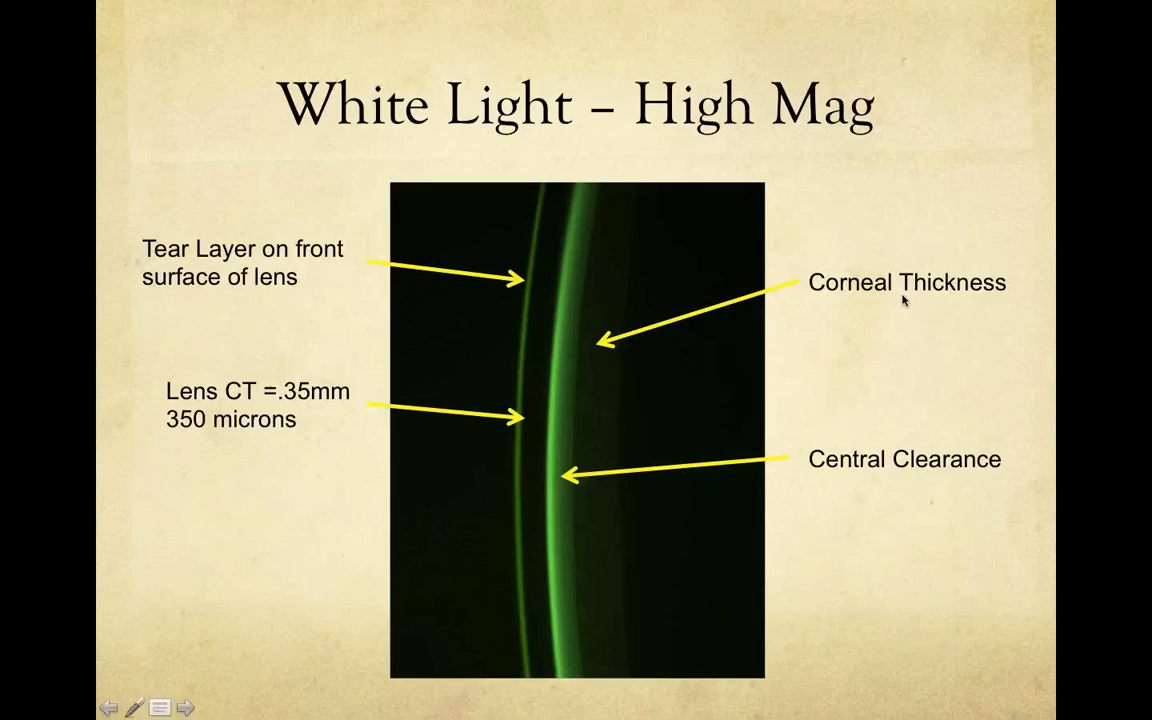 White Light – High Mag
Tear Layer on front
surface of lens
Corneal Thickness
Lens CT =.35mm
350 microns
Central Clearance